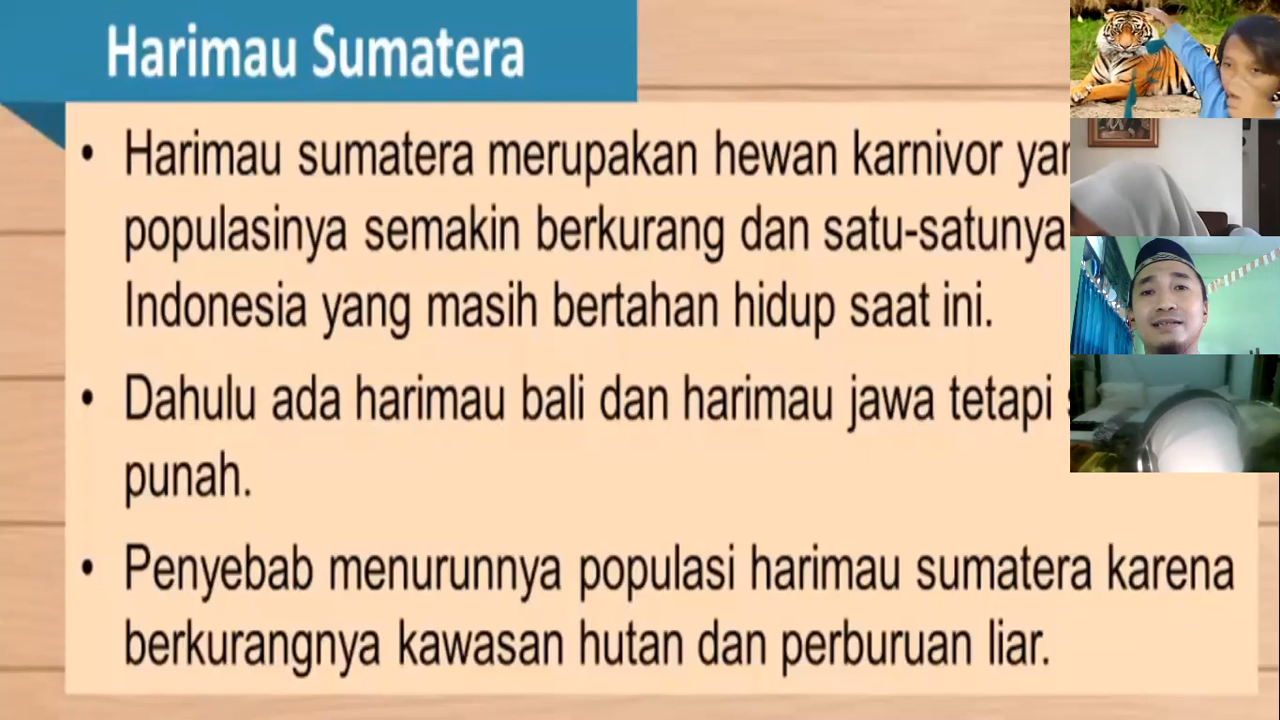 Harimau Sumatera
• Harimau sumatera merupakan hewan karnivor
populasinya semakin berkurang dan satu-satunya
Indonesia yang masih bertahan hidup saat ini.
• Dahulu ada harimau bali dan harimau jawa tetapi
punah.
• Penyebab menurunnya populasi harimau sumatera karena
berkurangnya kawasan hutan dan perburuan liar.